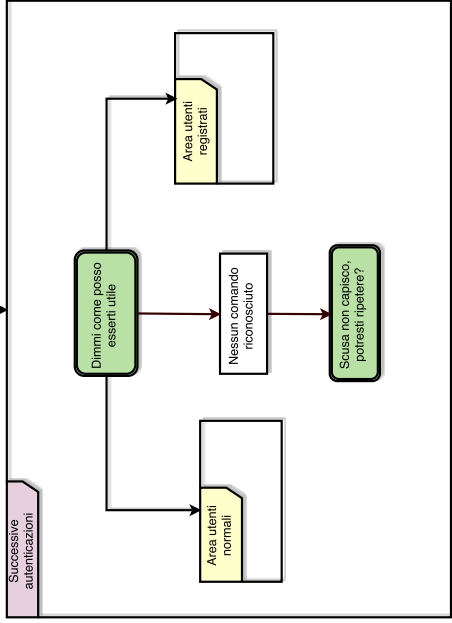 Successive
autenticazioni
Dimmi come posso
esserti utile
Area utenti
normali
Nessun comando
riconosciuto
Area utenti
registrati
Scusa non capisco,
potresti ripetere?